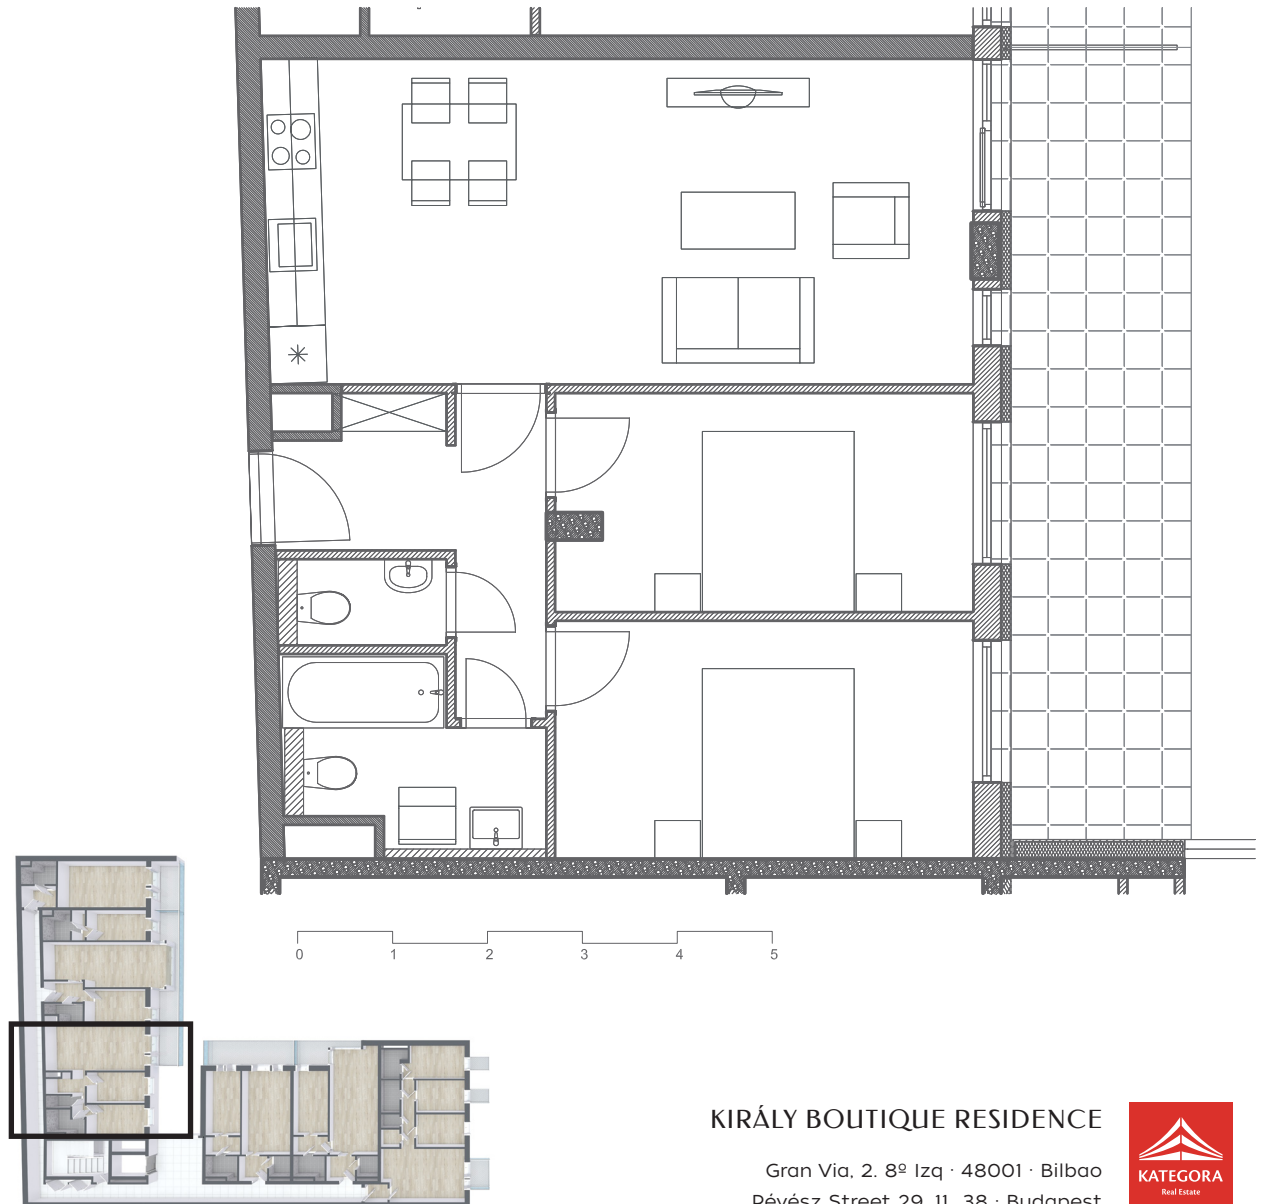 0 1 2 3 4 5
KIRÁLY BOUTIQUE RESIDENCE
Gran Via, 2. 8º Izq · 48001 · Bilbao
Révész Street 29. 11. 38 · Budapest
KATEGORA
Real Estate